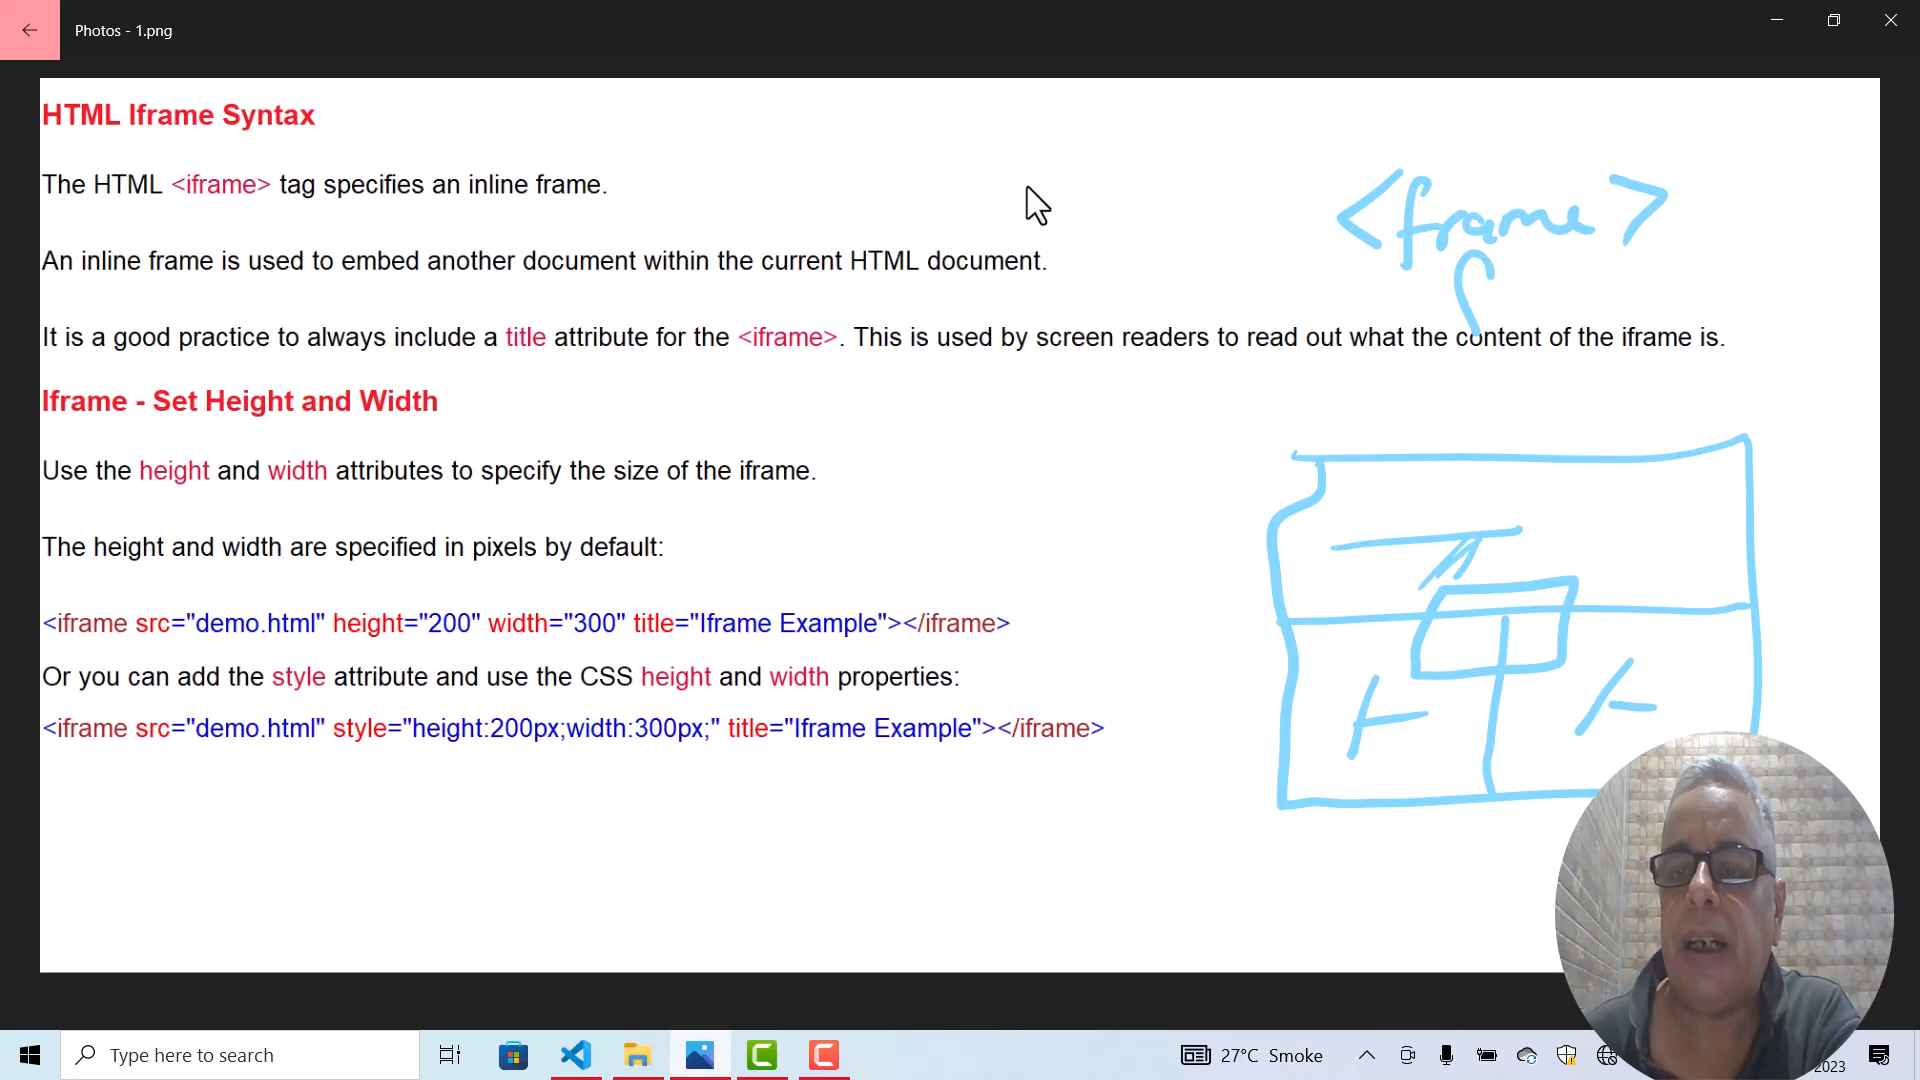 Photos - 1.png
HTML Iframe Syntax
The HTML <iframe> tag specifies an inline frame.
<frame>
An inline frame is used to embed another document within the current HTML document.
It is a good practice to always include a title attribute for the <iframe>. This is used by screen readers to read out what the content of the iframe is.
Iframe - Set Height and Width
Use the height and width attributes to specify the size of the iframe.
The height and width are specified in pixels by default:
<iframe src="demo.html" height="200" width="300" title="Iframe Example"></iframe>
Or you can add the style attribute and use the CSS height and width properties:
<iframe src="demo.html" style="height:200px;width:300px;" title="Iframe Example"></iframe>
Type here to search
27°C Smoke
2023